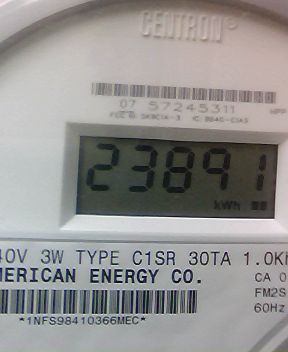 CENTRON®
07 57245311
23891
kWh
40V 3W TYPE C1SR 30TA 1.0Kh
MERICAN ENERGY CO.
CA 0
FM2S
60Hz
*1NFS98410366MEC*